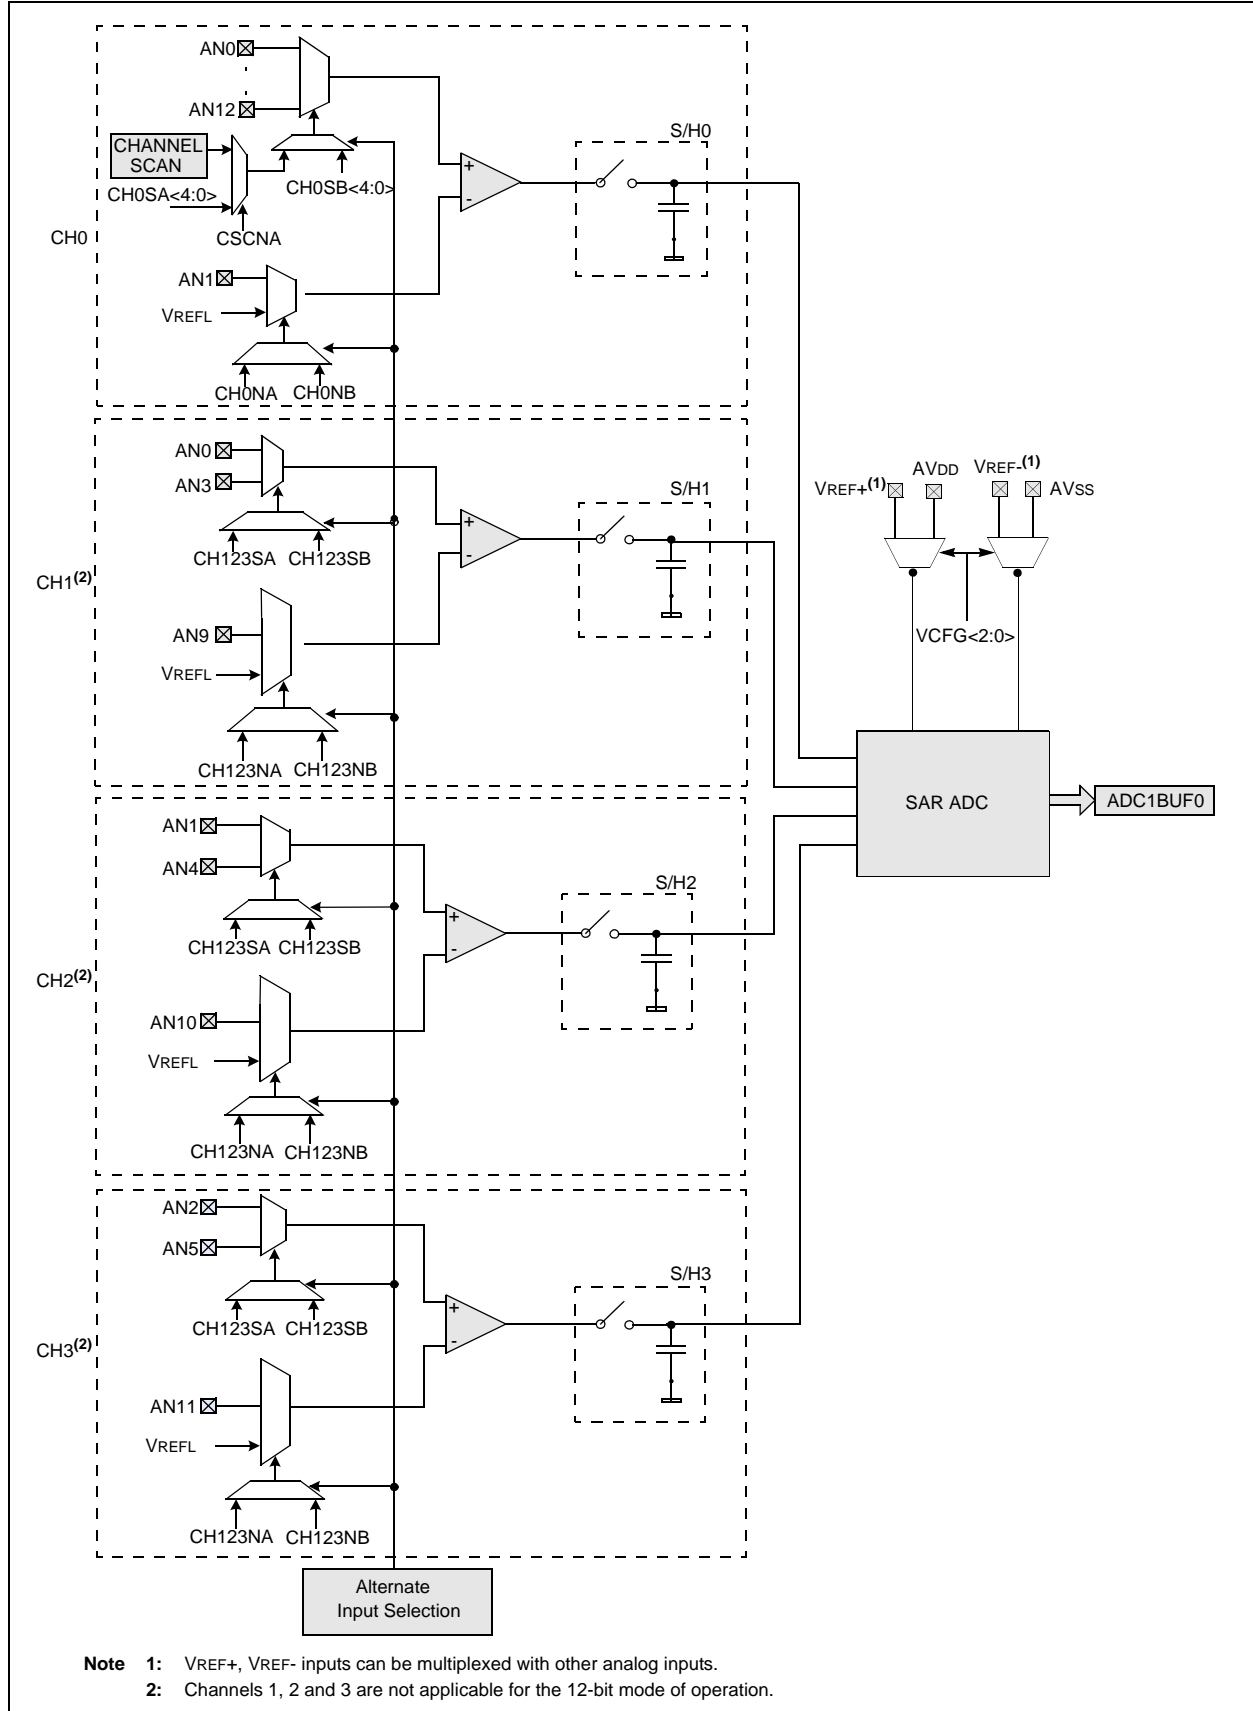 AN0
AN12
CHANNEL
SCAN
CH0SA<4:0>
CH0SB<4:0>
CSCNA
CH0
AN1
VREFL
CH0NA CH0NB
+
-
S/H0
AN0
AN3
CH123SA CH123SB
CH1(2)
AN9
VREFL
CH123NA CH123NB
+
-
S/H1
VREF+(1)
AVDD
VREF-(1)
AVSS
VCFG<2:0>
SAR ADC
ADC1BUF0
AN1
AN4
CH123SA CH123SB
CH2(2)
AN10
VREFL
CH123NA CH123NB
+
-
S/H2
AN2
AN5
CH123SA CH123SB
CH3(2)
AN11
VREFL
CH123NA CH123NB
+
-
S/H3
Alternate
Input Selection
Note 1: VREF+, VREF- inputs can be multiplexed with other analog inputs.
2: Channels 1, 2 and 3 are not applicable for the 12-bit mode of operation.